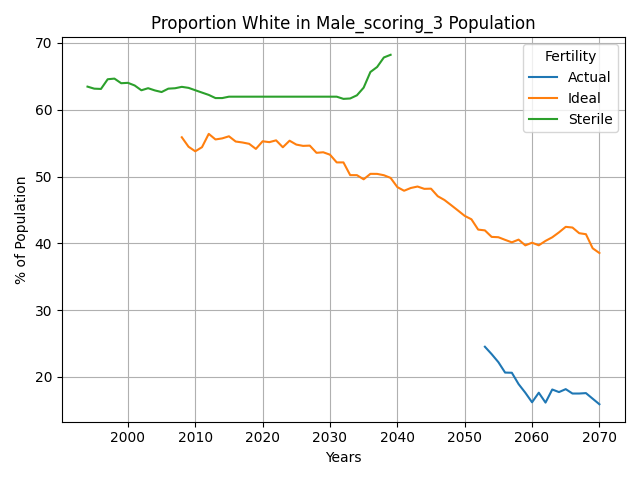 Proportion White in Male_scoring_3 Population
% of Population
70
60
50
40
30
20
Fertility
Actual
Ideal
Sterile
2000 2010 2020 2030 2040 2050 2060 2070
Years